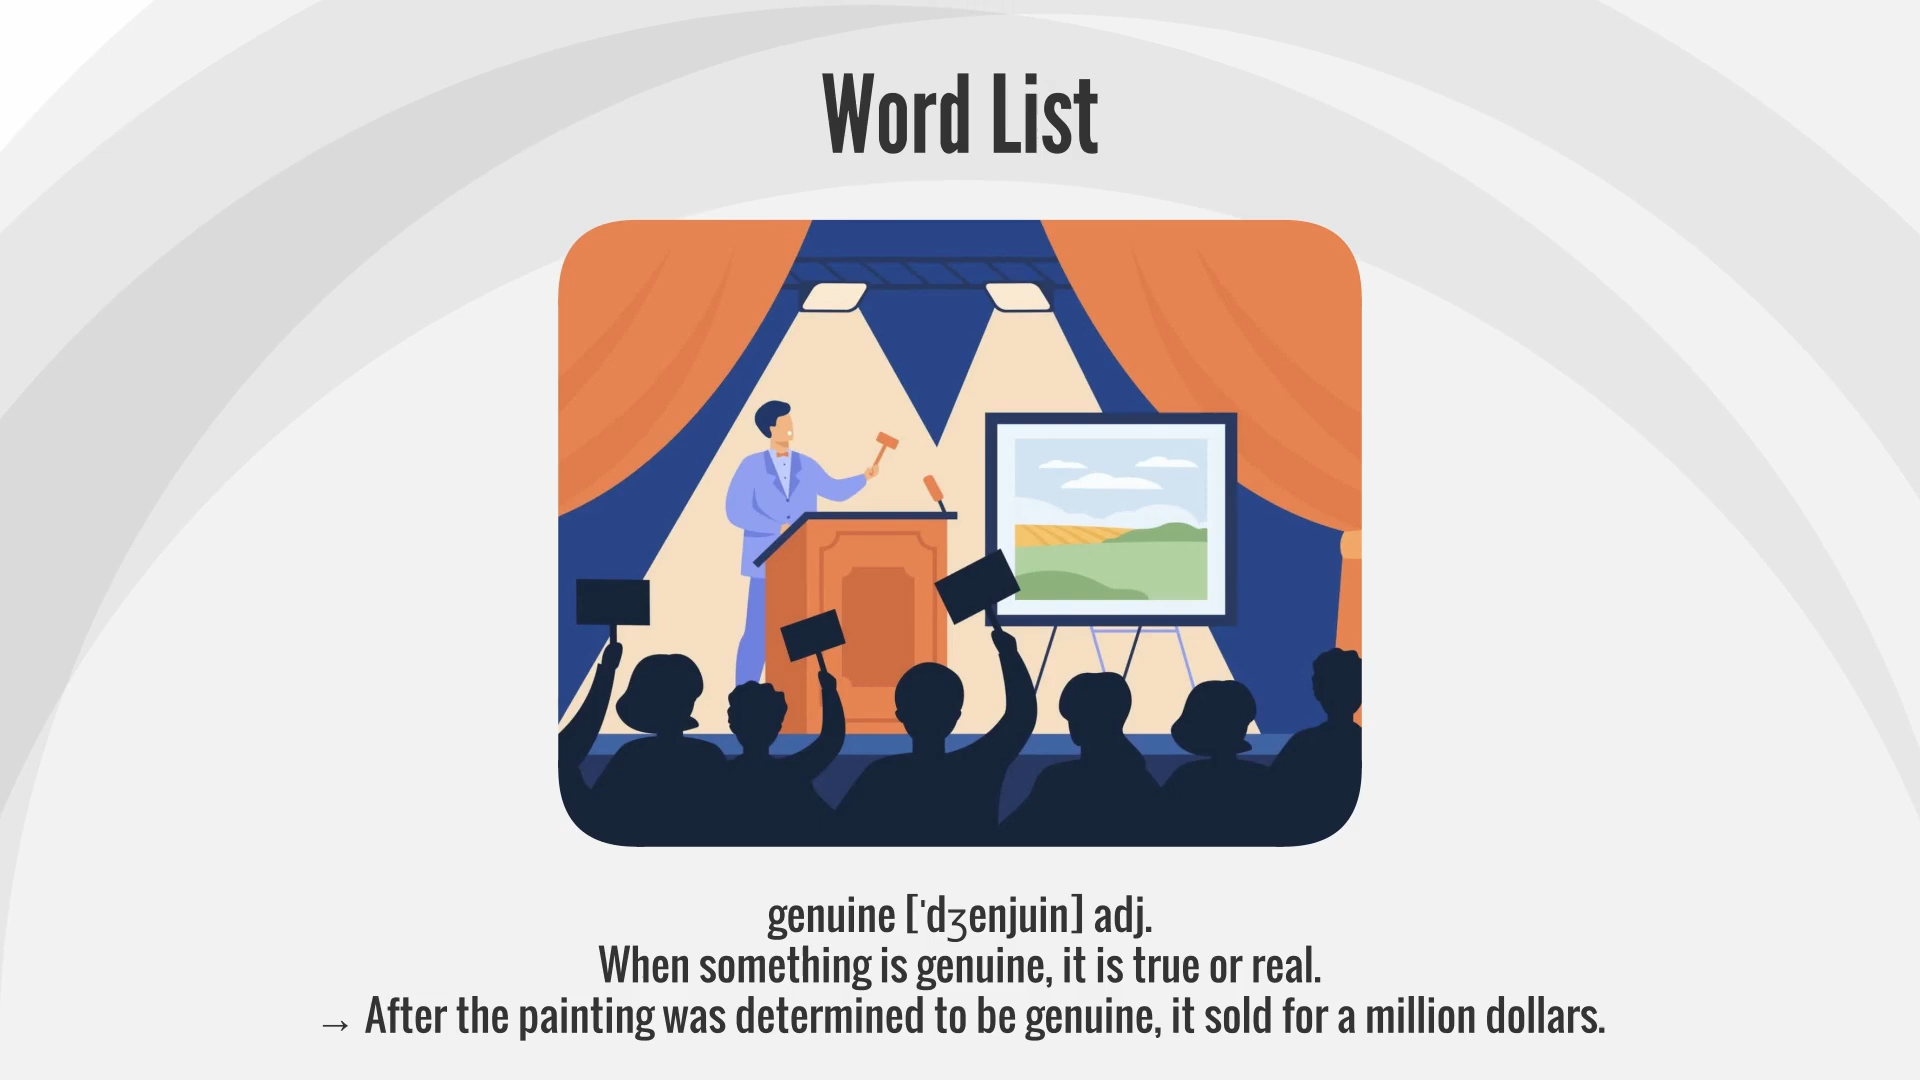 Word List
genuine [ˈdʒenjuin] adj.
When something is genuine, it is true or real.
→ After the painting was determined to be genuine, it sold for a million dollars.